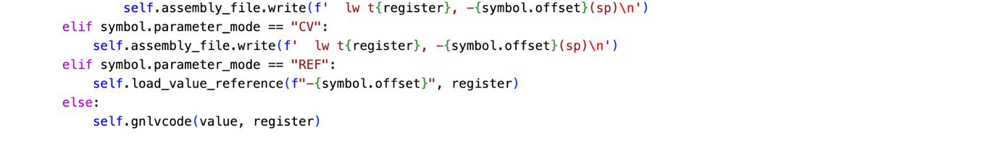 self.assembly_file.write(f'  lw t{register}, -{symbol.offset}(sp)\n')
elif symbol.parameter_mode == "CV":
self.assembly_file.write(f'  lw t{register}, -{symbol.offset}(sp)\n')
elif symbol.parameter_mode == "REF":
self.load_value_reference(f"-{symbol.offset}", register)
else:
self.gnlvcode(value, register)